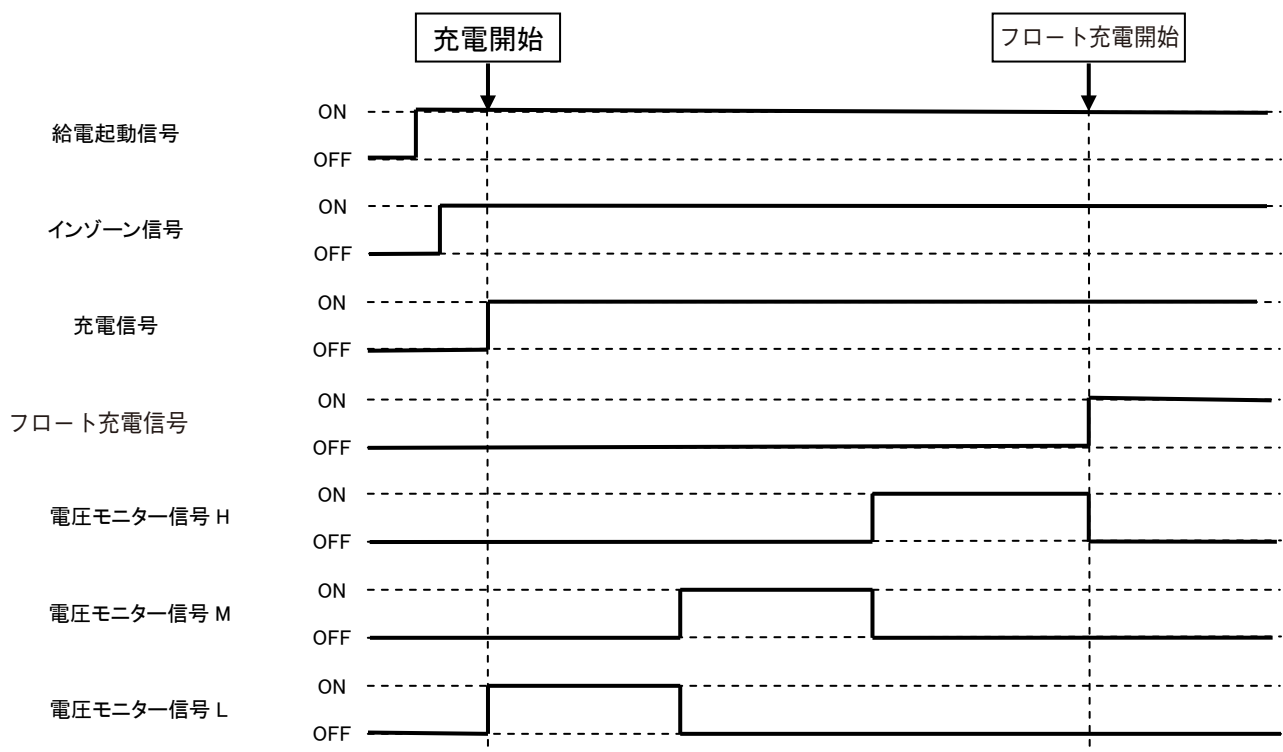 充電開始
フロート充電開始
給電起動信号
ON
OFF
インゾーン信号
ON
OFF
充電信号
ON
OFF
フロート充電信号
ON
OFF
電圧モニター信号 H
ON
OFF
電圧モニター信号 M
ON
OFF
電圧モニター信号 L
ON
OFF